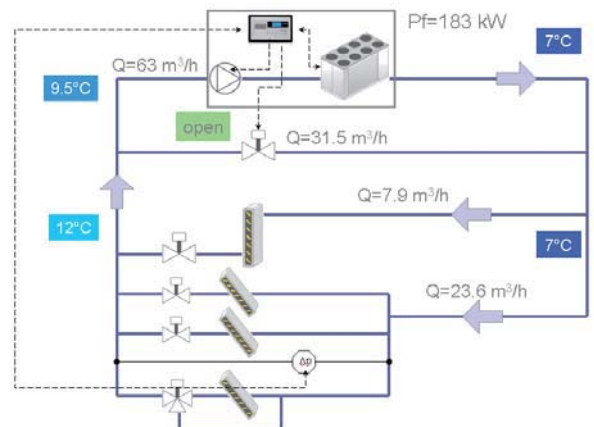 Pf=183 kW
7°C
Q=63 m³/h
9.5°C
open
Q=31.5 m³/h
Q=7.9 m³/h
12°C
7°C
Q=23.6 m³/h
Δp